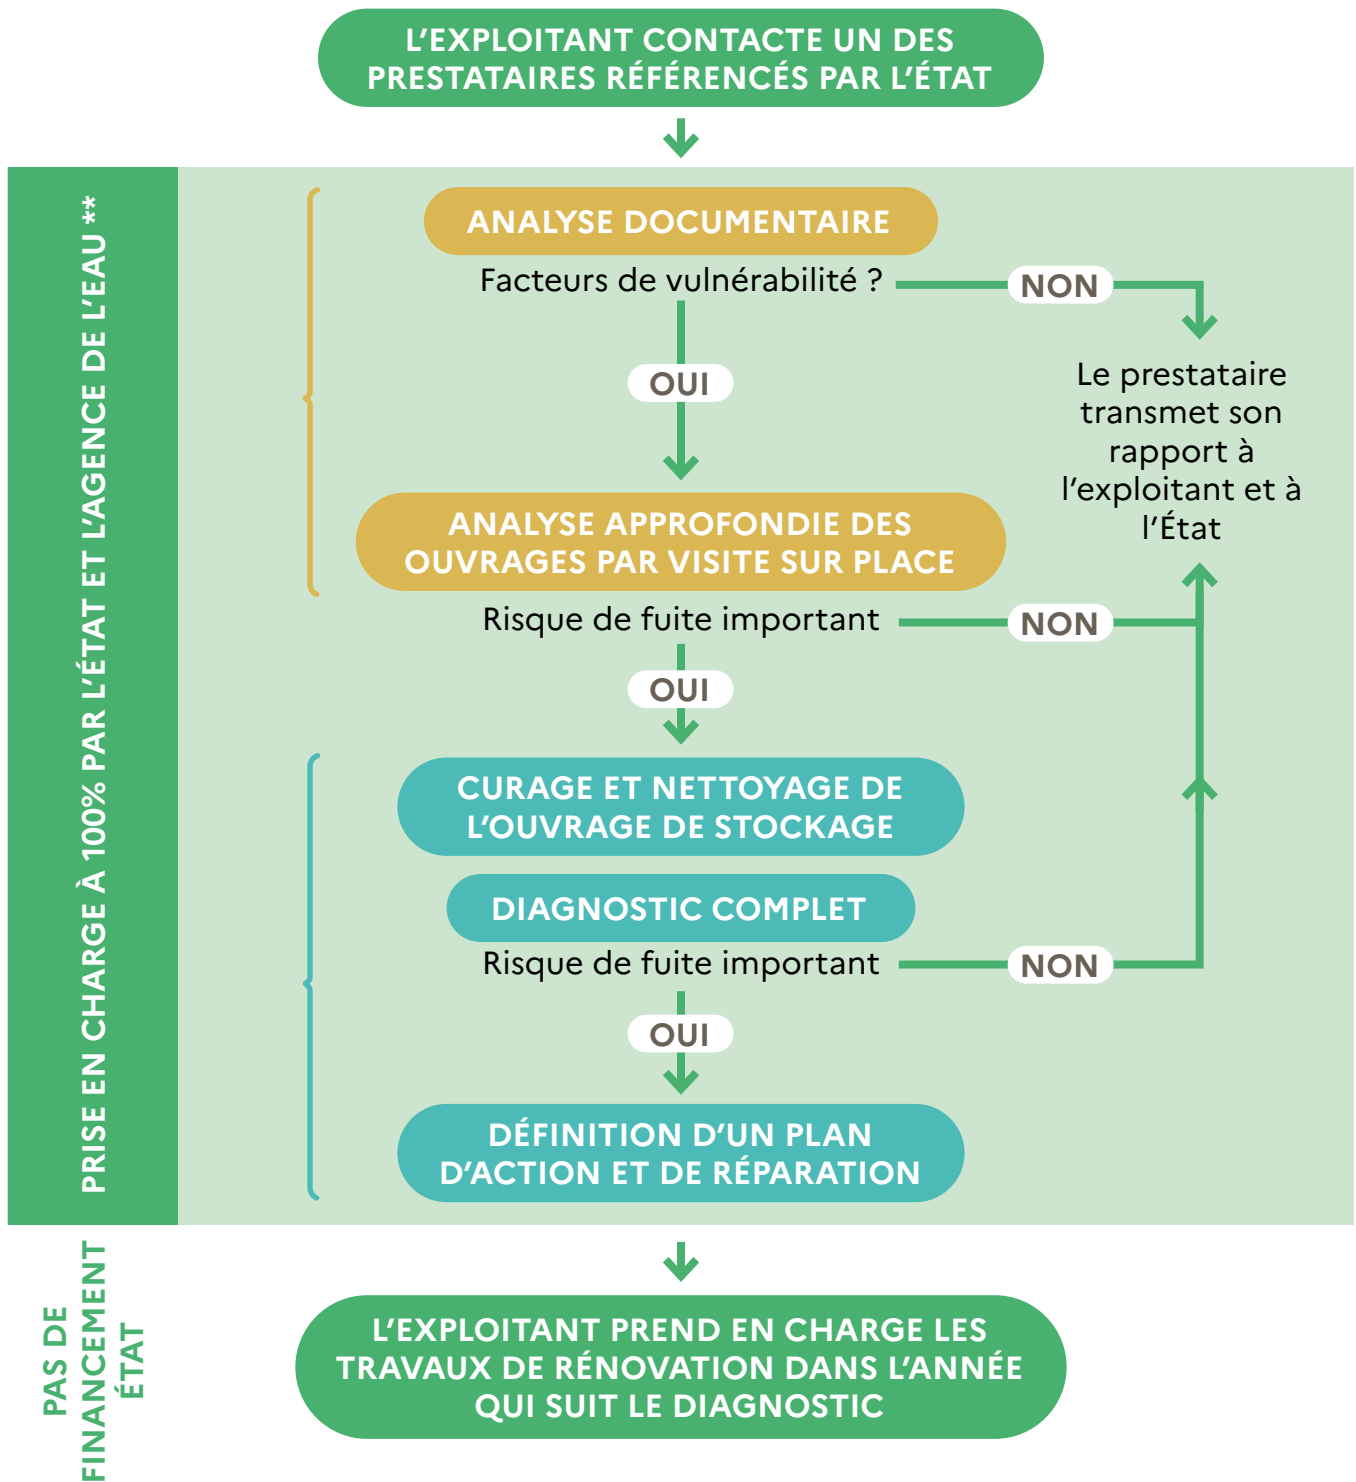 L'EXPLOITANT CONTACTE UN DES
PRESTATAIRES RÉFÉRENCÉS PAR L'ÉTAT
PRISE EN CHARGE À 100% PAR L'ÉTAT ET L'AGENCE DE L'EAU **
ANALYSE DOCUMENTAIRE
Facteurs de vulnérabilité ?
NON
OUI
Le prestataire
transmet son
rapport à
l'exploitant et à
l'État
ANALYSE APPROFONDIE DES
OUVRAGES PAR VISITE SUR PLACE
Risque de fuite important
NON
OUI
CURAGE ET NETTOYAGE DE
L'OUVRAGE DE STOCKAGE
DIAGNOSTIC COMPLET
Risque de fuite important
NON
OUI
DÉFINITION D'UN PLAN
D'ACTION ET DE RÉPARATION
PAS DE
FINANCEMENT
ÉTAT
L'EXPLOITANT PREND EN CHARGE LES
TRAVAUX DE RÉNOVATION DANS L'ANNÉE
QUI SUIT LE DIAGNOSTIC